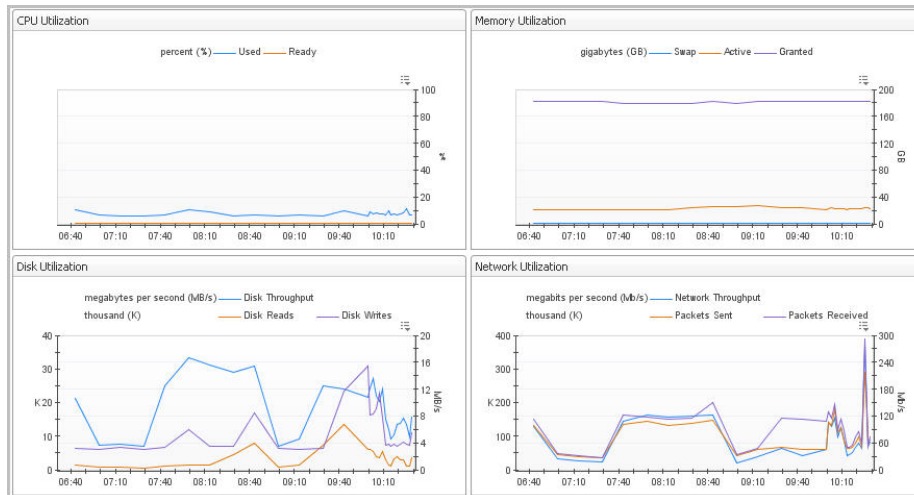 CPU Utilization
percent (%) Used Ready
100
80
60
40
20
0
%
06:40 07:10 07:40 08:10 08:40 09:10 09:40 10:10
Memory Utilization
gigabytes (GB) Swap Active Granted
200
160
120
80
40
0
GB
06:40 07:10 07:40 08:10 08:40 09:10 09:40 10:10
Disk Utilization
megabytes per second (MB/s) Disk Throughput
thousand (K) Disk Reads Disk Writes
40 20
30 16
K 20 12
10 8
0 4
0
MB/s
06:40 07:10 07:40 08:10 08:40 09:10 09:40 10:10
Network Utilization
megabits per second (Mb/s) Network Throughput
thousand (K) Packets Sent Packets Received
400 300
300 240
K 200 180
100 120
0 60
0
Mb/s
06:40 07:10 07:40 08:10 08:40 09:10 09:40 10:10